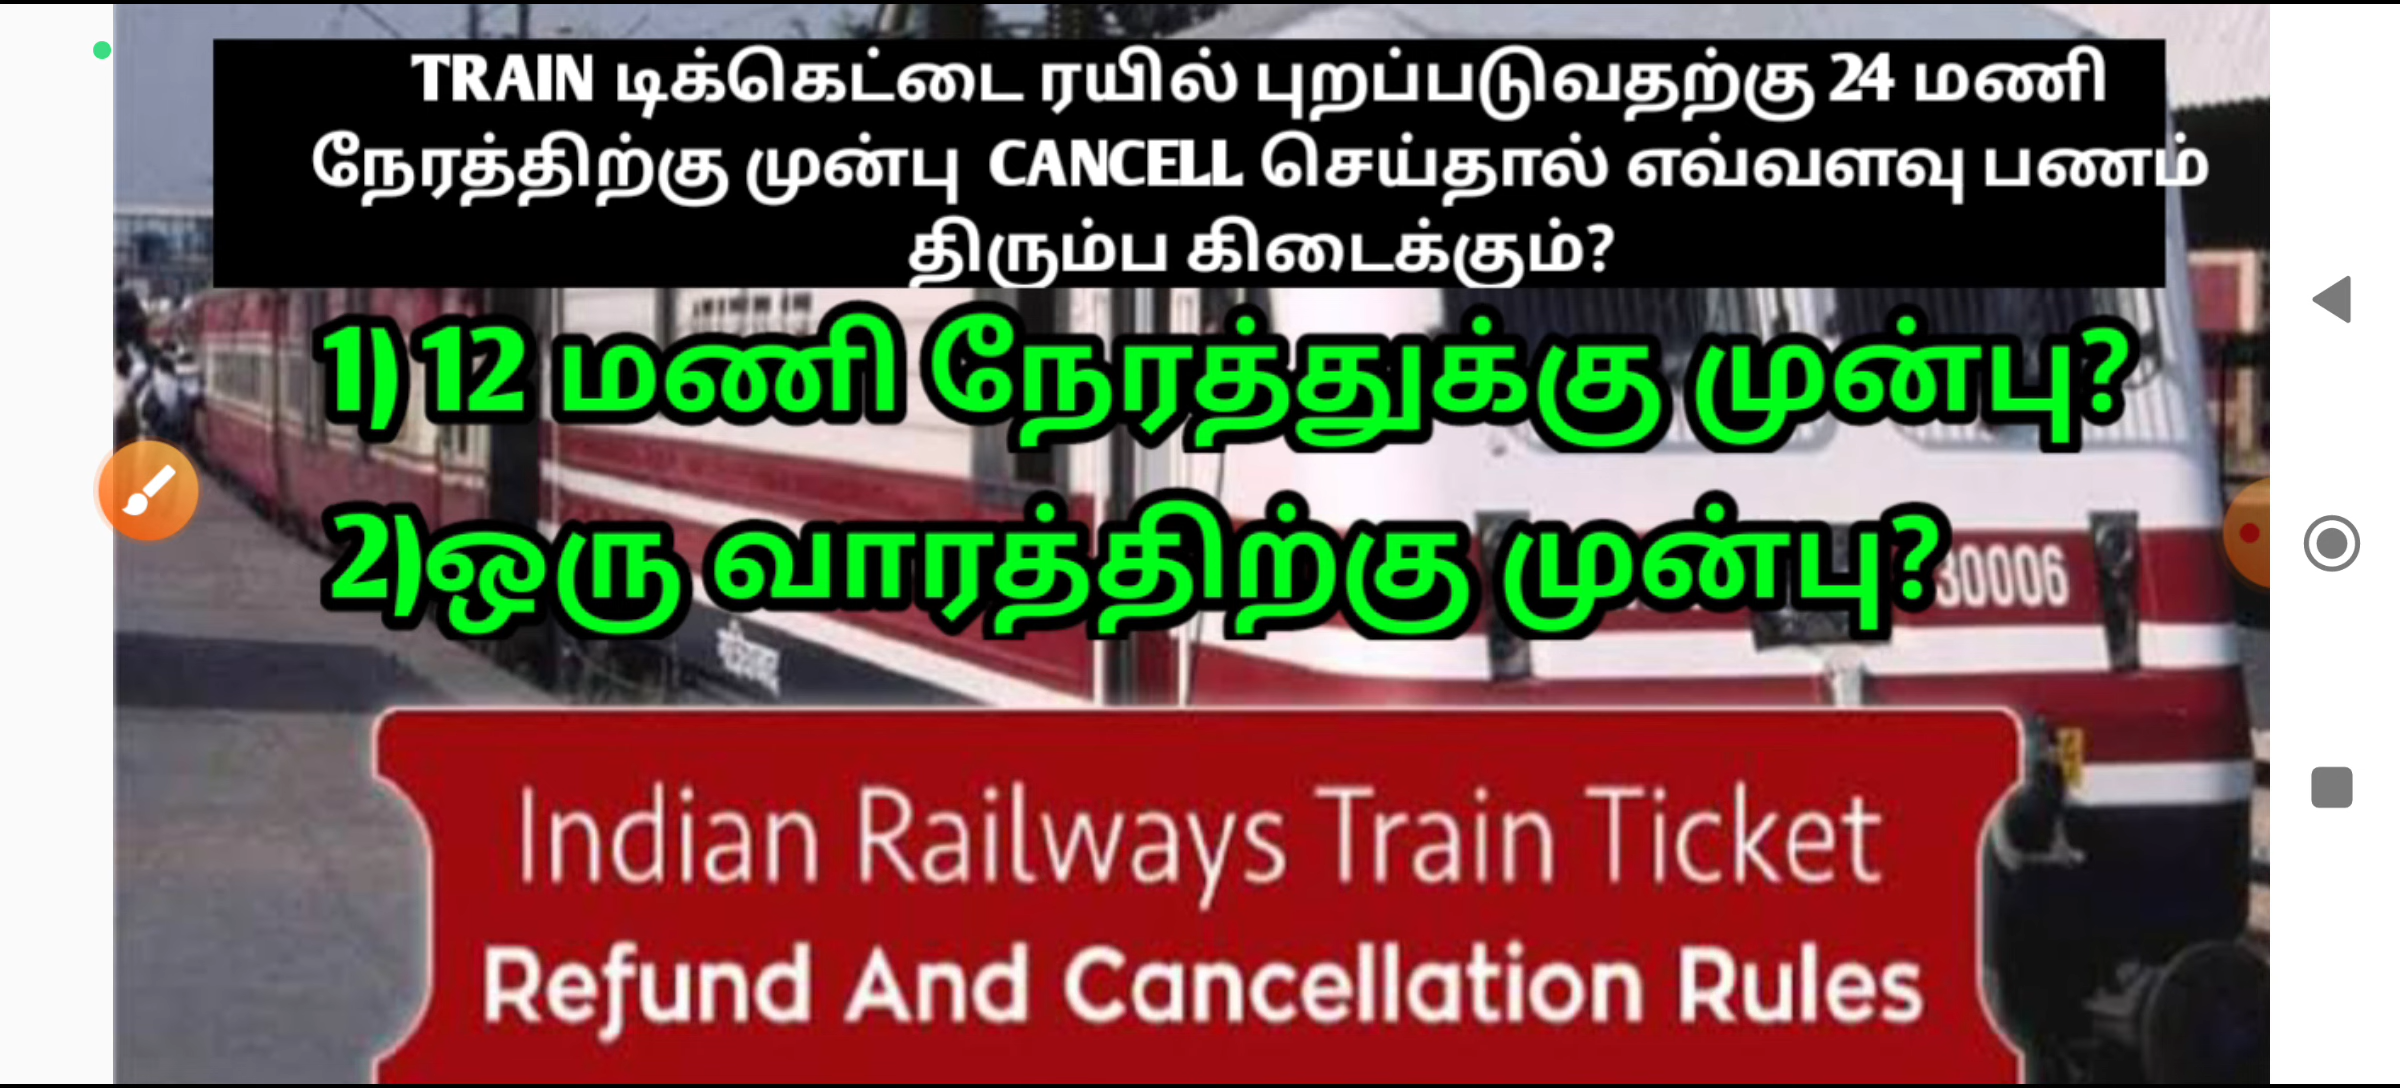 TRAIN டிக்கெட்டை ரயில் புறப்படுவதற்கு 24 மணி
நேரத்திற்கு முன்பு CANCELL செய்தால் எவ்வளவு பணம்
திரும்ப கிடைக்கும்?
1) 12 மணி நேரத்துக்கு முன்பு?
2)ஒரு வாரத்திற்கு முன்பு?
30006
Indian Railways Train Ticket
Refund And Cancellation Rules